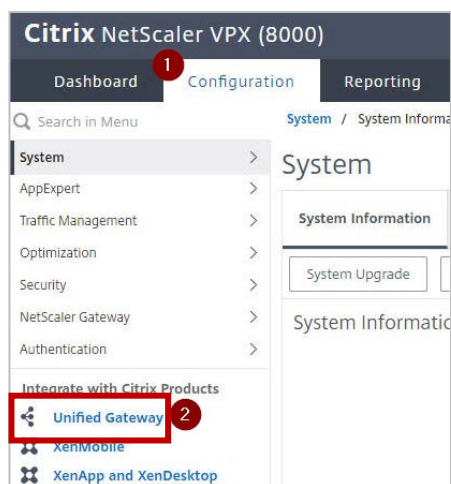 Citrix NetScaler VPX (8000)
1
Dashboard Configuration Reporting
Search in Menu
System / System Informa
System
System
AppExpert
Traffic Management
System Information
Optimization
Security
System Upgrade
NetScaler Gateway
System Informatic
Authentication
Integrate with Citrix Products
Unified Gateway 2
XenMobile
XenApp and XenDesktop